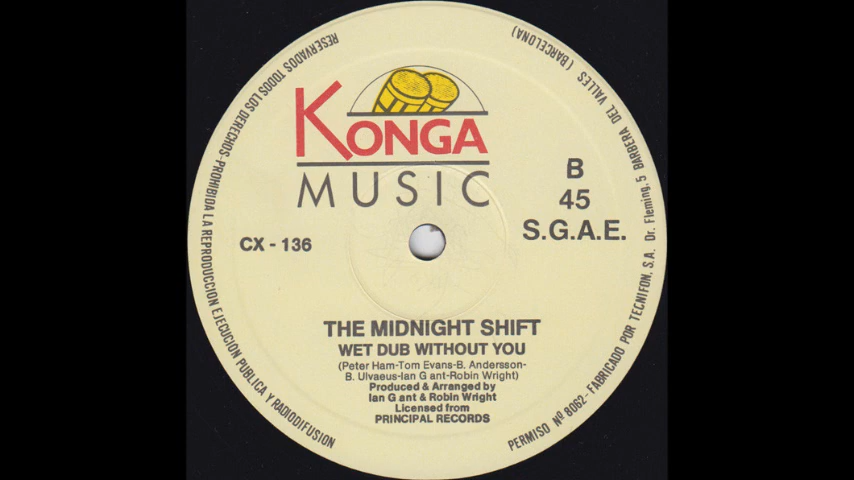 KONGA
MUSIC
B
45
S.G.A.E.
CX - 136
THE MIDNIGHT SHIFT
WET DUB WITHOUT YOU
(Peter Ham-Tom Evans-B. Andersson-
B. Ulvaeus-Ian G ant-Robin Wright)
Produced & Arranged by
Ian G ant & Robin Wright
Licensed from
PRINCIPAL RECORDS
RESERVADOS TODOS LOS DERECHOS-PROHIBIDA LA REPRODUCCION EJECUCION PUBLICA Y RADIODIFUSION
PERMISO Nº 8062- FABRICADO POR TECNIFON, S.A. Dr. Fleming, 5 BARBERA DEL VALLES (BARCELONA)